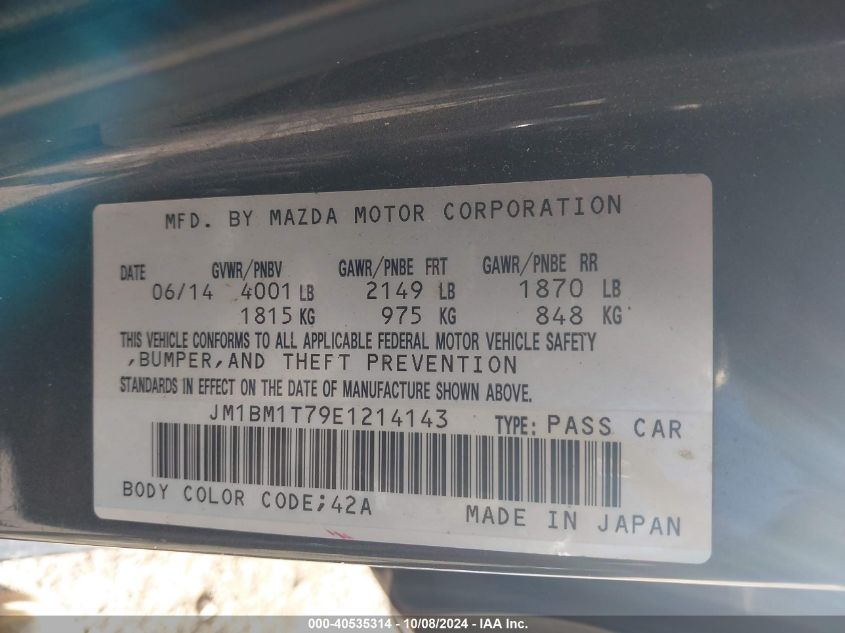 MFD. BY MAZDA MOTOR CORPORATION
DATE GVWR/PNBV GAWR/PNBE FRT GAWR/PNBE RR
06/14 4001 LB 2149 LB 1870 LB
1815 KG 975 KG 848 KG
THIS VEHICLE CONFORMS TO ALL APPLICABLE FEDERAL MOTOR VEHICLE SAFETY
,BUMPER,AND THEFT PREVENTION
STANDARDS IN EFFECT ON THE DATE OF MANUFACTURE SHOWN ABOVE.
JM1BM1T79E1214143 TYPE: PASS CAR
BODY COLOR CODE;42A
MADE IN JAPAN
000-40535314 - 10/08/2024 - IAA Inc.